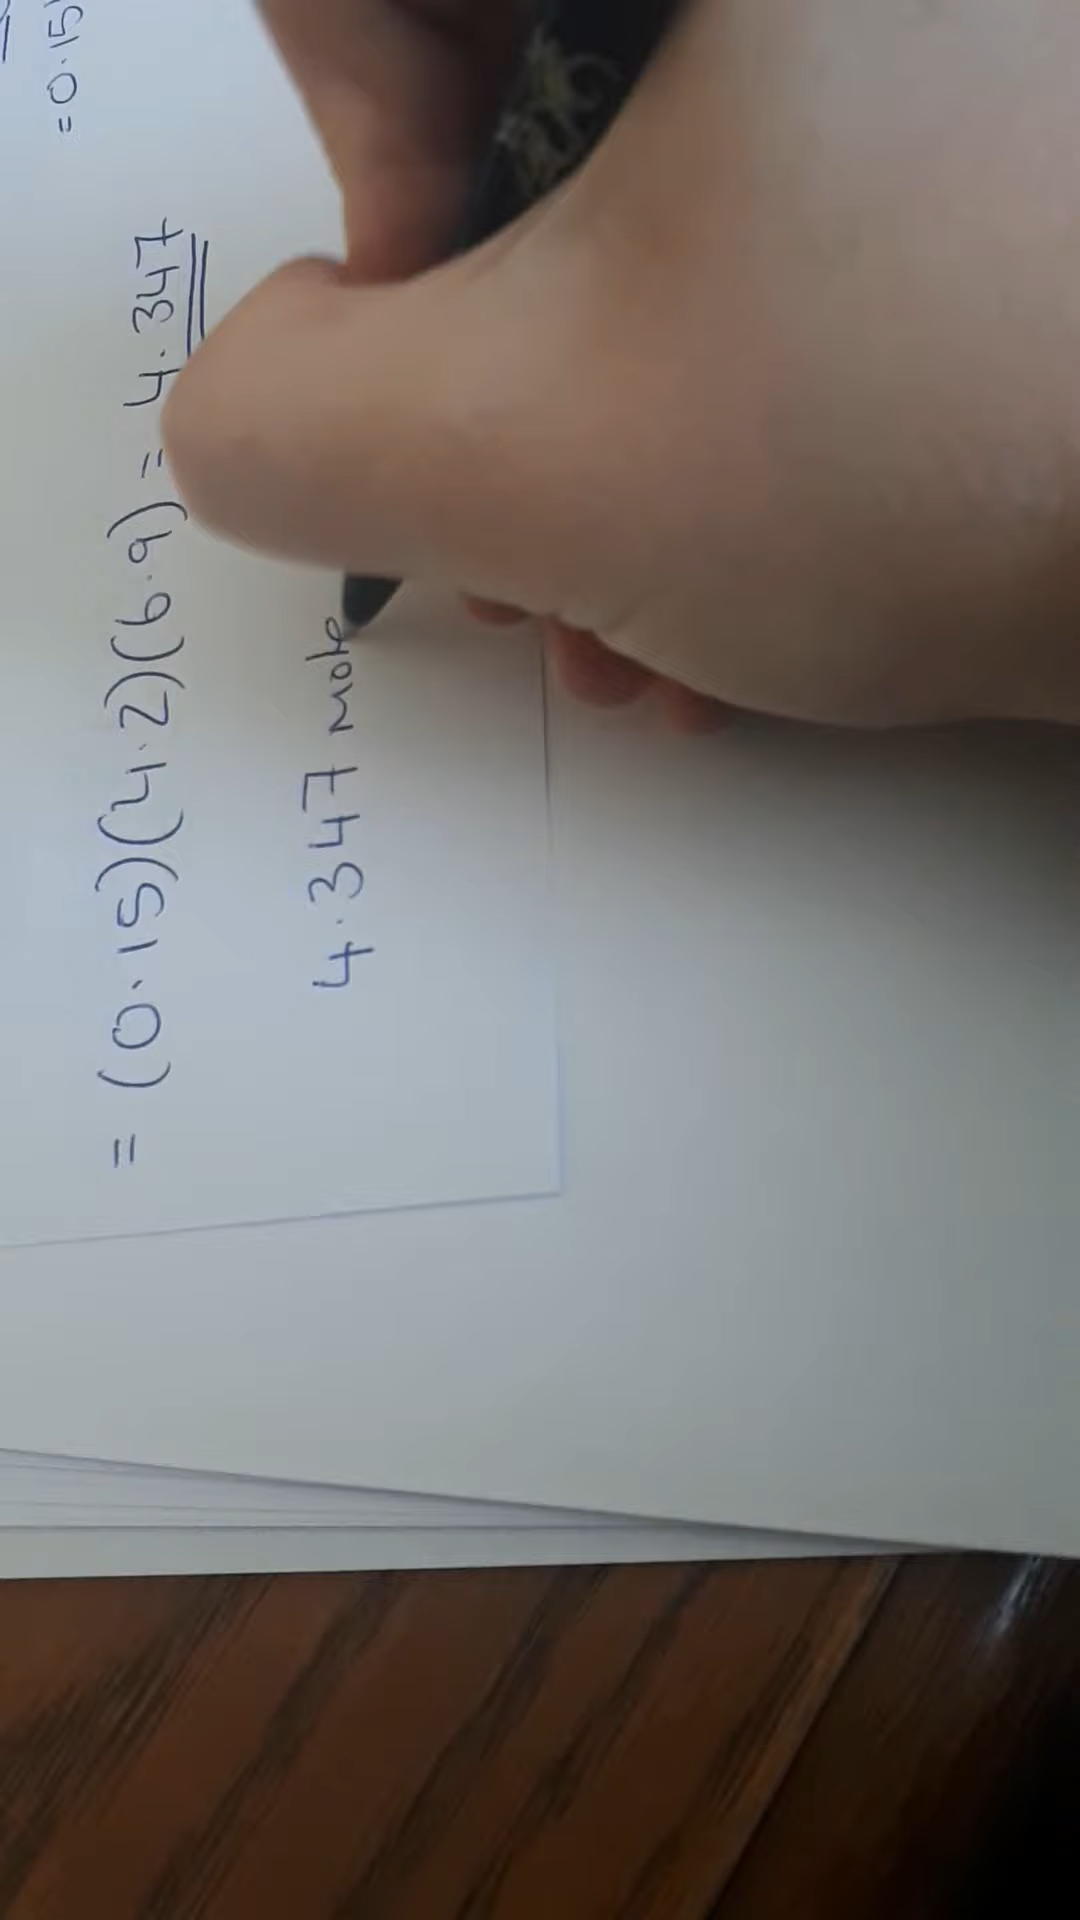 = 0.15
= (0.15)(4.2)(6.9) = 4.347
4.347 mole